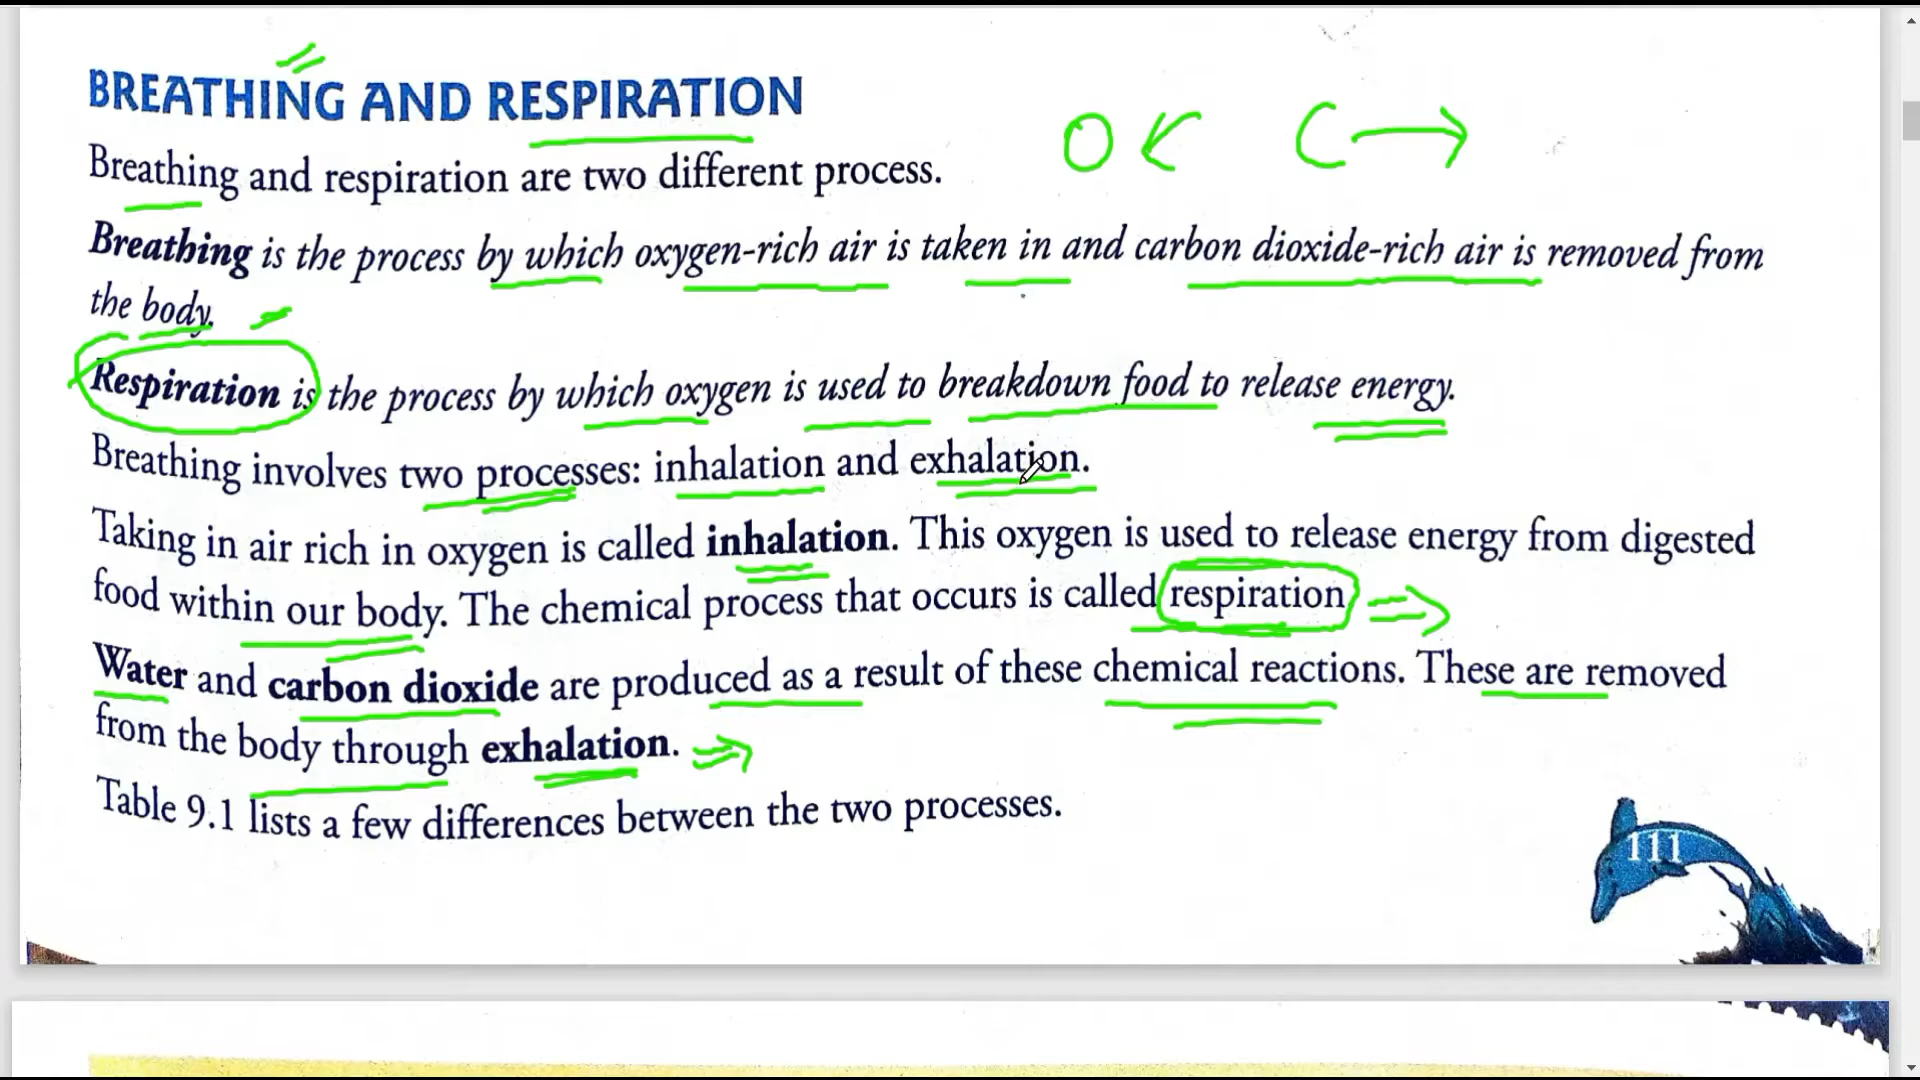 BREATHING AND RESPIRATION
O C
Breathing and respiration are two different process.
Breathing is the process by which oxygen-rich air is taken in and carbon dioxide-rich air is removed from
the body.
Respiration is the process by which oxygen is used to breakdown food to release energy.
Breathing involves two processes: inhalation and exhalation.
Taking in air rich in oxygen is called inhalation. This oxygen is used to release energy from digested
food within our body. The chemical process that occurs is called respiration
Water and carbon dioxide are produced as a result of these chemical reactions. These are removed
from the body through exhalation.
Table 9.1 lists a few differences between the two processes.
111